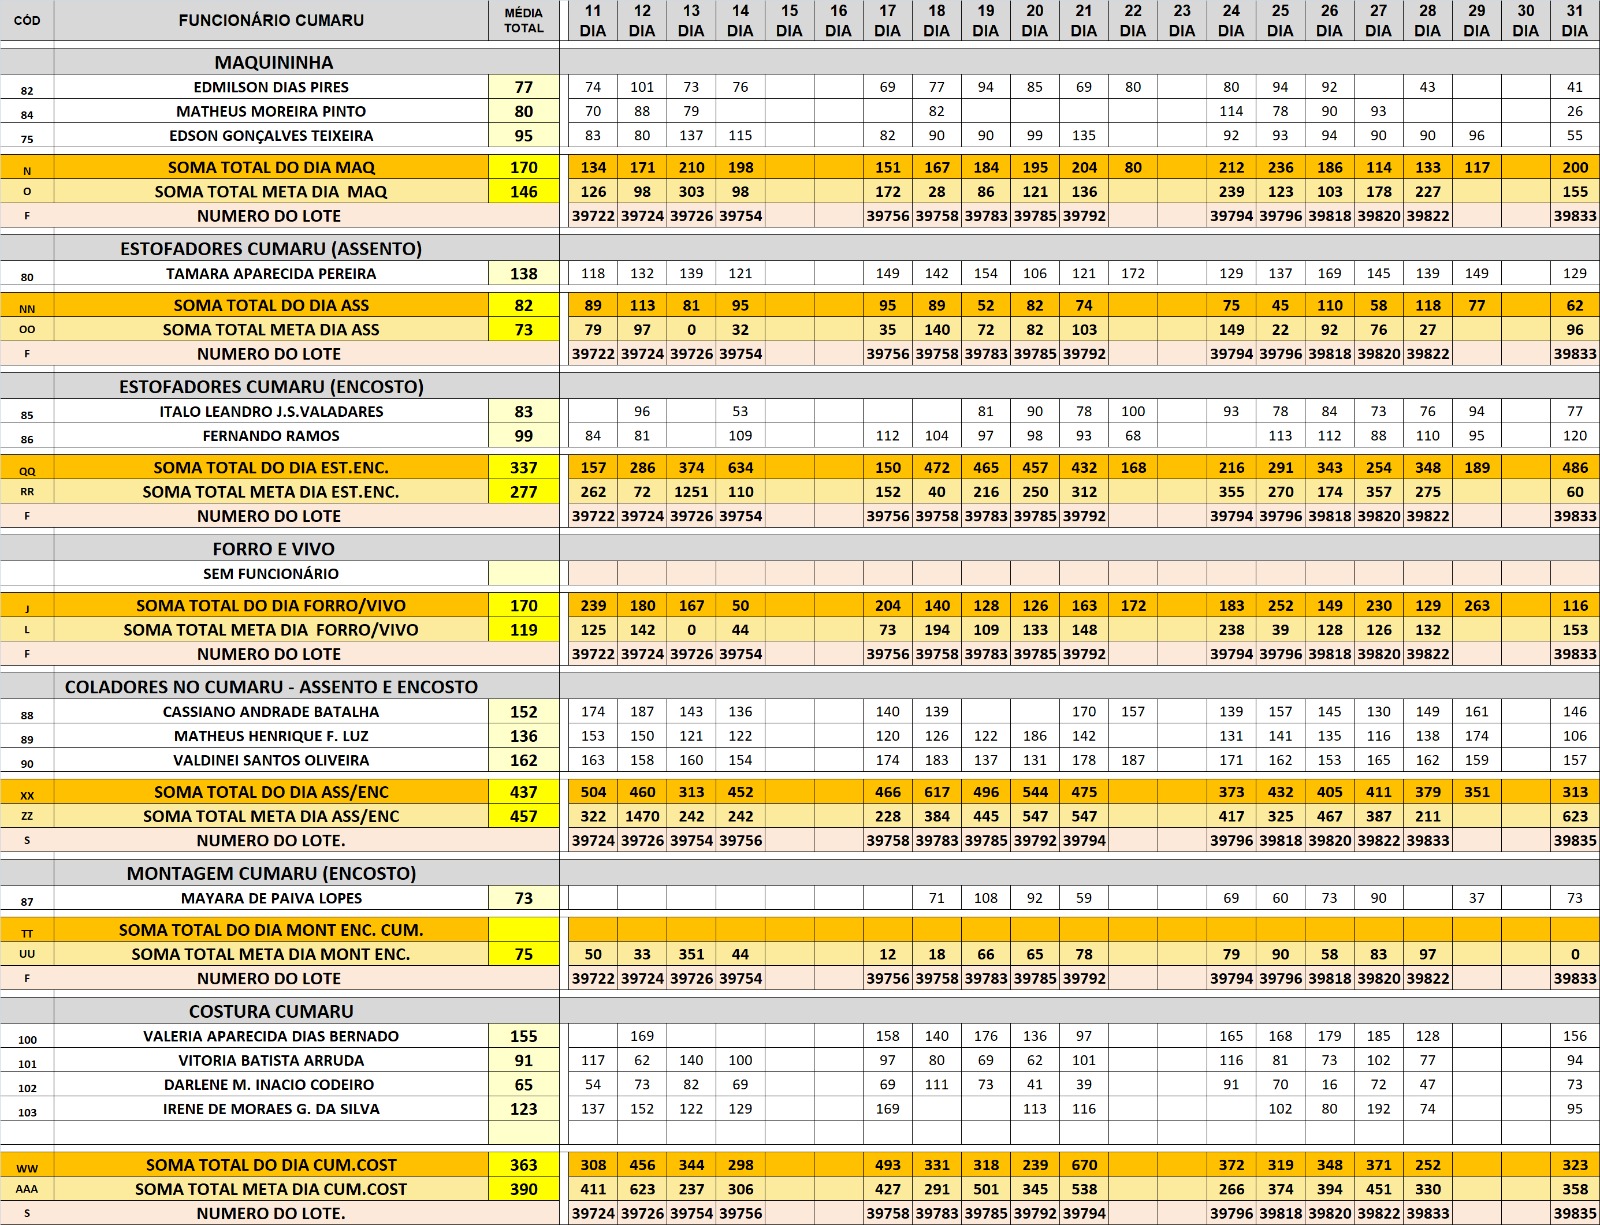 CÓD FUNCIONÁRIO CUMARU MÉDIA TOTAL 11 DIA 12 DIA 13 DIA 14 DIA 15 DIA 16 DIA 17 DIA 18 DIA 19 DIA 20 DIA 21 DIA 22 DIA 23 DIA 24 DIA 25 DIA 26 DIA 27 DIA 28 DIA 29 DIA 30 DIA 31 DIA
MAQUININHA
82 EDMILSON DIAS PIRES 77 74 101 73 76 69 77 94 85 69 80 80 94 92 43 41
84 MATHEUS MOREIRA PINTO 80 70 88 79 82 114 78 90 93 26
75 EDSON GONÇALVES TEIXEIRA 95 83 80 137 115 82 90 90 99 135 92 93 94 90 90 96 55
N SOMA TOTAL DO DIA MAQ 170 134 171 210 198 151 167 184 195 204 80 212 236 186 114 133 117 200
O SOMA TOTAL META DIA MAQ 146 126 98 303 98 172 28 86 121 136 239 123 103 178 227 155
F NUMERO DO LOTE 39722 39724 39726 39754 39756 39758 39783 39785 39792 39794 39796 39818 39820 39822 39833
ESTOFADORES CUMARU (ASSENTO)
80 TAMARA APARECIDA PEREIRA 138 118 132 139 121 149 142 154 106 121 172 129 137 169 145 139 149 129
NN SOMA TOTAL DO DIA ASS 82 89 113 81 95 95 89 52 82 74 75 45 110 58 118 77 62
OO SOMA TOTAL META DIA ASS 73 79 97 0 32 35 140 72 82 103 149 22 92 76 27 96
F NUMERO DO LOTE 39722 39724 39726 39754 39756 39758 39783 39785 39792 39794 39796 39818 39820 39822 39833
ESTOFADORES CUMARU (ENCOSTO)
85 ITALO LEANDRO J.S.VALADARES 83 96 53 81 90 78 100 93 78 84 73 76 94 77
86 FERNANDO RAMOS 99 84 81 109 112 104 97 98 93 68 113 112 88 110 95 120
QQ SOMA TOTAL DO DIA EST.ENC. 337 157 286 374 634 150 472 465 457 432 168 216 291 343 254 348 189 486
RR SOMA TOTAL META DIA EST.ENC. 277 262 72 1251 110 152 40 216 250 312 355 270 174 357 275 60
F NUMERO DO LOTE 39722 39724 39726 39754 39756 39758 39783 39785 39792 39794 39796 39818 39820 39822 39833
FORRO E VIVO
SEM FUNCIONÁRIO
J SOMA TOTAL DO DIA FORRO/VIVO 170 239 180 167 50 204 140 128 126 163 172 183 252 149 230 129 263 116
L SOMA TOTAL META DIA FORRO/VIVO 119 125 142 0 44 73 194 109 133 148 238 39 128 126 132 153
F NUMERO DO LOTE 39722 39724 39726 39754 39756 39758 39783 39785 39792 39794 39796 39818 39820 39822 39833
COLADORES NO CUMARU - ASSENTO E ENCOSTO
88 CASSIANO ANDRADE BATALHA 152 174 187 143 136 140 139 170 157 139 157 145 130 149 161 146
89 MATHEUS HENRIQUE F. LUZ 136 153 150 121 122 120 126 122 186 142 131 141 135 116 138 174 106
90 VALDINEI SANTOS OLIVEIRA 162 163 158 160 154 174 183 137 131 178 187 171 162 153 165 162 159 157
XX SOMA TOTAL DO DIA ASS/ENC 437 504 460 313 452 466 617 496 544 475 373 432 405 411 379 351 313
ZZ SOMA TOTAL META DIA ASS/ENC 457 322 1470 242 242 228 384 445 547 547 417 325 467 387 211 623
S NUMERO DO LOTE. 39724 39726 39754 39756 39758 39783 39785 39792 39794 39796 39818 39820 39822 39833 39835
MONTAGEM CUMARU (ENCOSTO)
87 MAYARA DE PAIVA LOPES 73 71 108 92 59 69 60 73 90 37 73
TT SOMA TOTAL DO DIA MONT ENC. CUM.
UU SOMA TOTAL META DIA MONT ENC. 75 50 33 351 44 12 18 66 65 78 79 90 58 83 97 0
F NUMERO DO LOTE 39722 39724 39726 39754 39756 39758 39783 39785 39792 39794 39796 39818 39820 39822 39833
COSTURA CUMARU
100 VALERIA APARECIDA DIAS BERNADO 155 169 158 140 176 136 97 165 168 179 185 128 156
101 VITORIA BATISTA ARRUDA 91 117 62 140 100 97 80 69 62 101 116 81 73 102 77 94
102 DARLENE M. INACIO CODEIRO 65 54 73 82 69 69 111 73 41 39 91 70 16 72 47 73
103 IRENE DE MORAES G. DA SILVA 123 137 152 122 129 169 113 116 102 80 192 74 95
WW SOMA TOTAL DO DIA CUM.COST 363 308 456 344 298 493 331 318 239 670 372 319 348 371 252 323
AAA SOMA TOTAL META DIA CUM.COST 390 411 623 237 306 427 291 501 345 538 266 374 394 451 330 358
S NUMERO DO LOTE. 39724 39726 39754 39756 39758 39783 39785 39792 39794 39796 39818 39820 39822 39833 39835